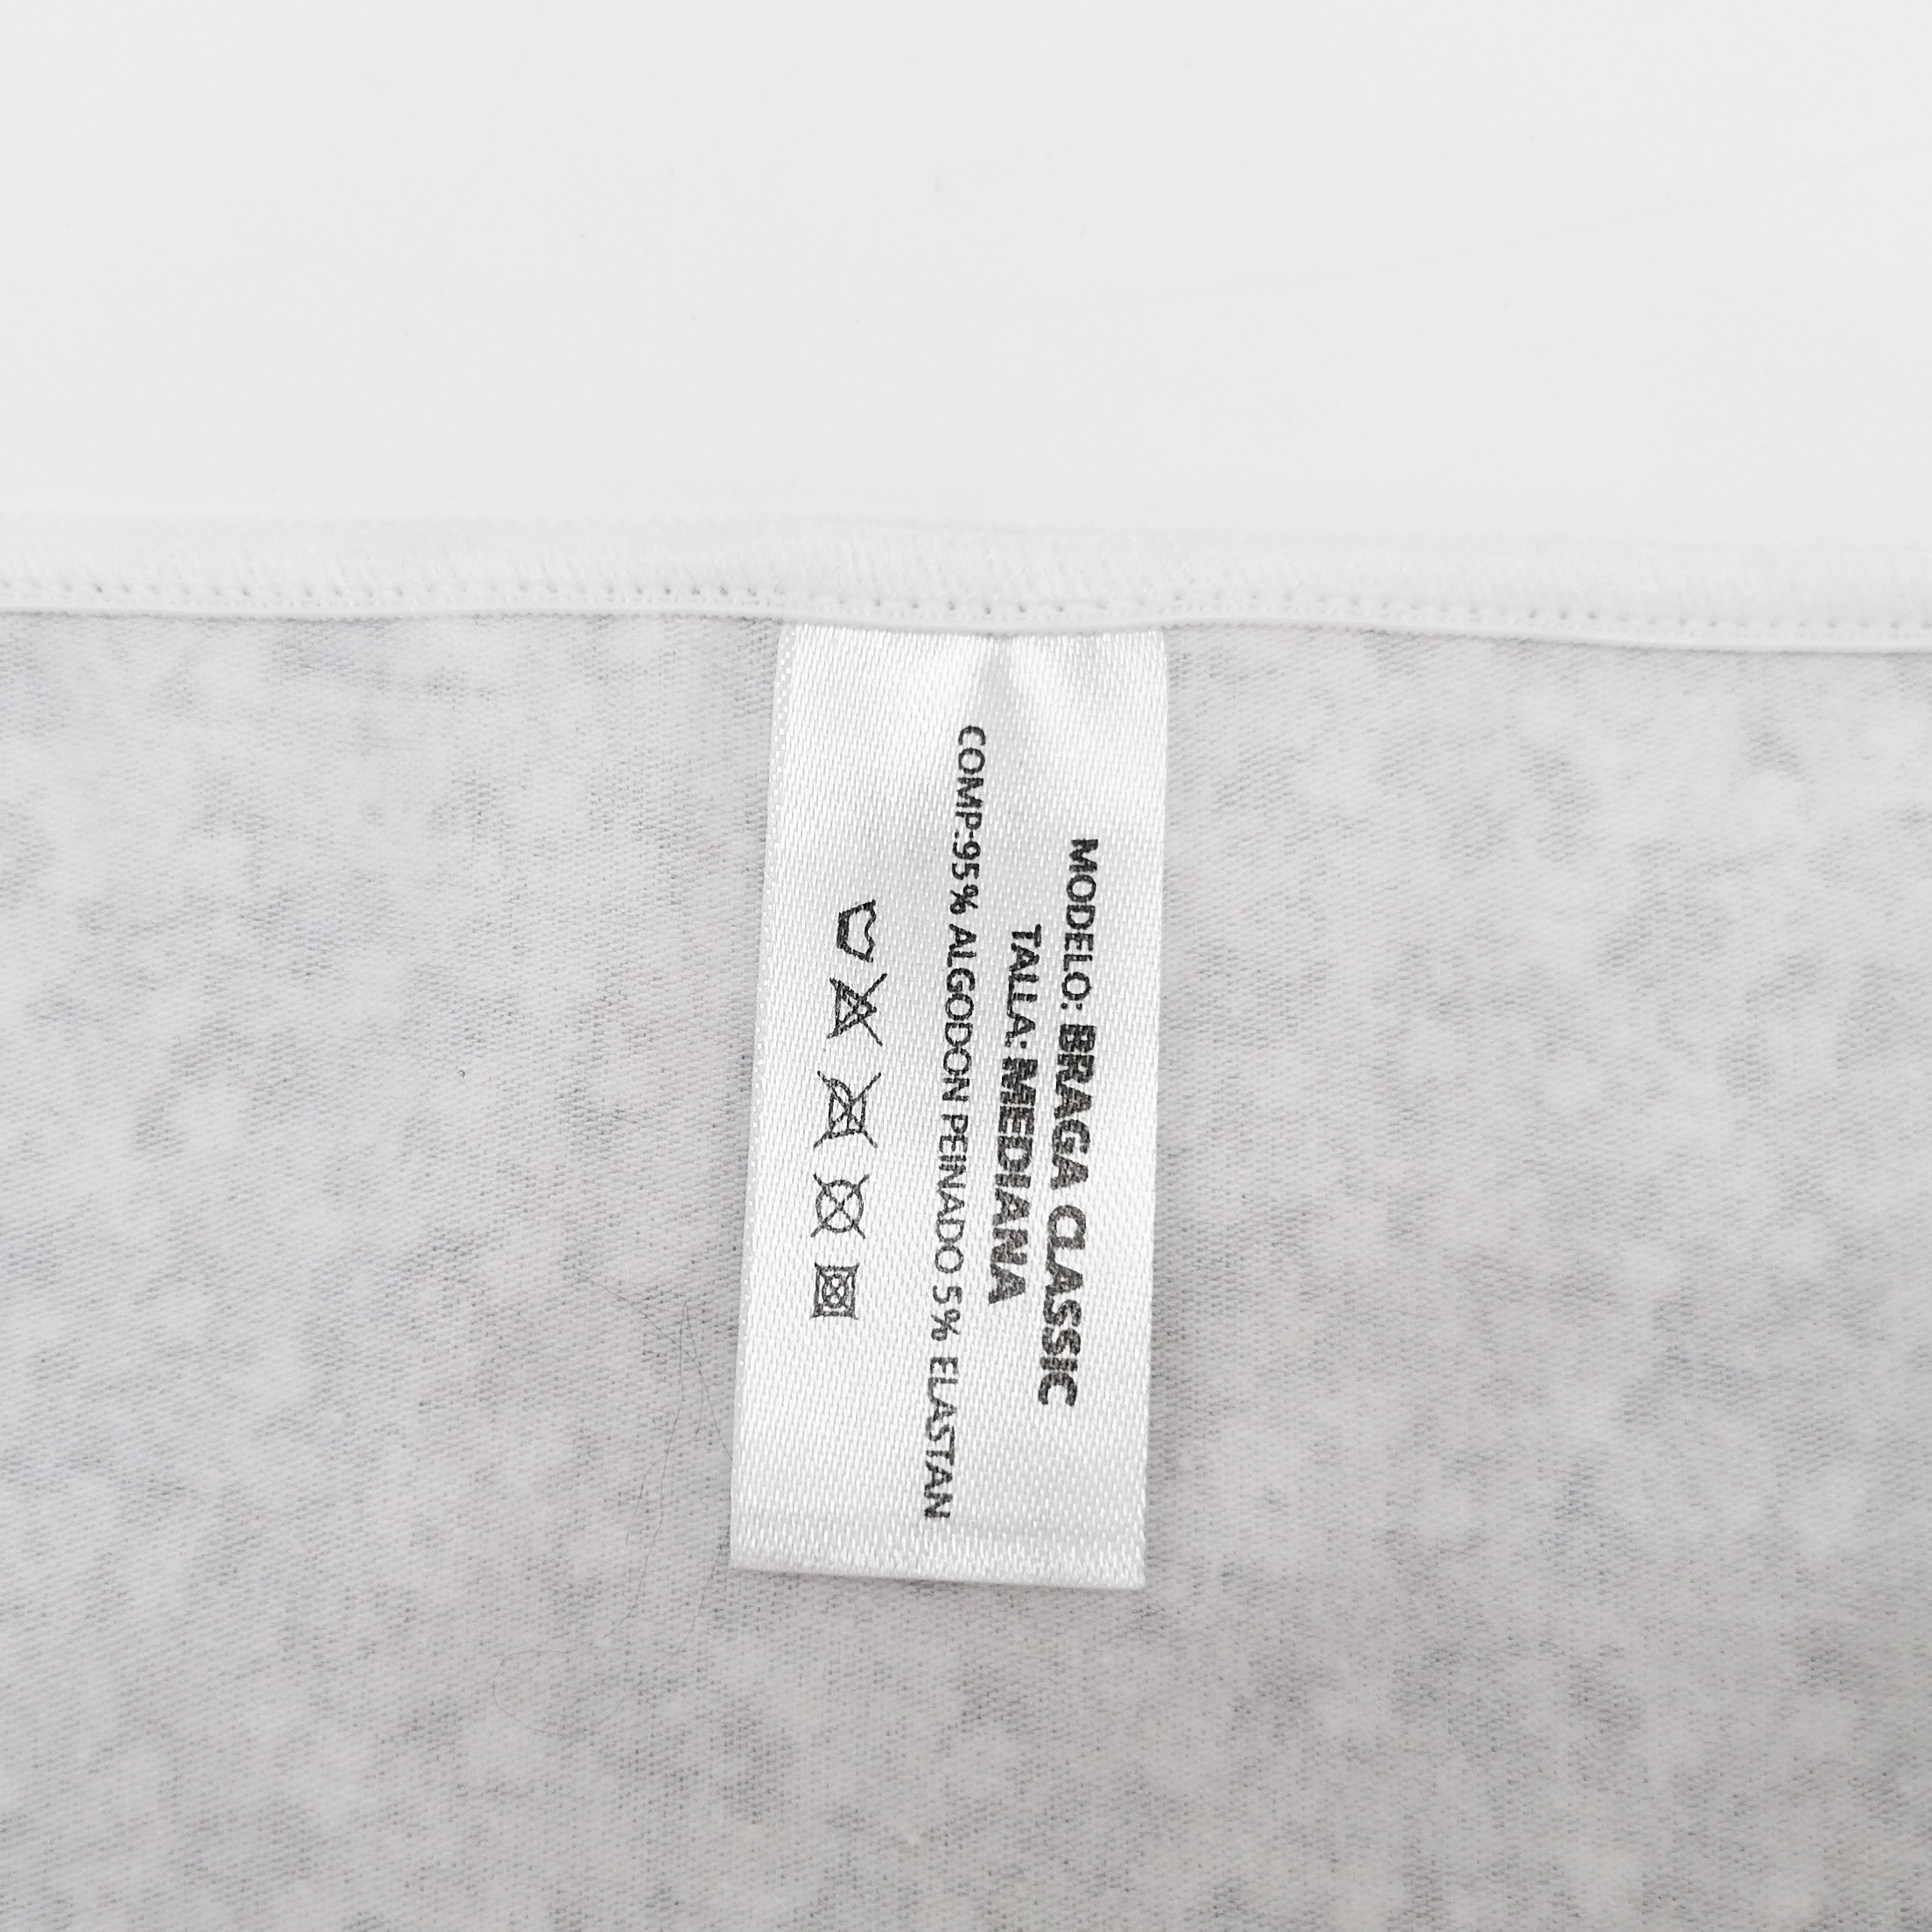 MODELO: BRAGA CLASSIC
TALLA: MEDIANA
COMP:95% ALGODON PEINADO 5% ELASTAN